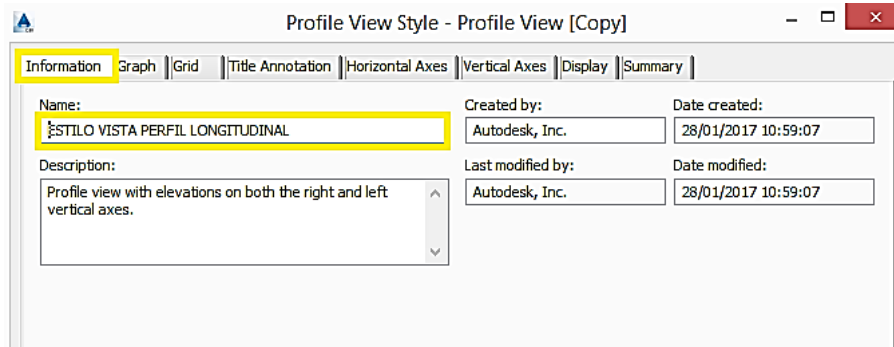 Profile View Style - Profile View [Copy]
Information Graph Grid Title Annotation Horizontal Axes Vertical Axes Display Summary
Name: Created by: Date created:
ESTILO VISTA PERFIL LONGITUDINAL Autodesk, Inc. 28/01/2017 10:59:07
Description: Last modified by: Date modified:
Profile view with elevations on both the right and left Autodesk, Inc. 28/01/2017 10:59:07
vertical axes.